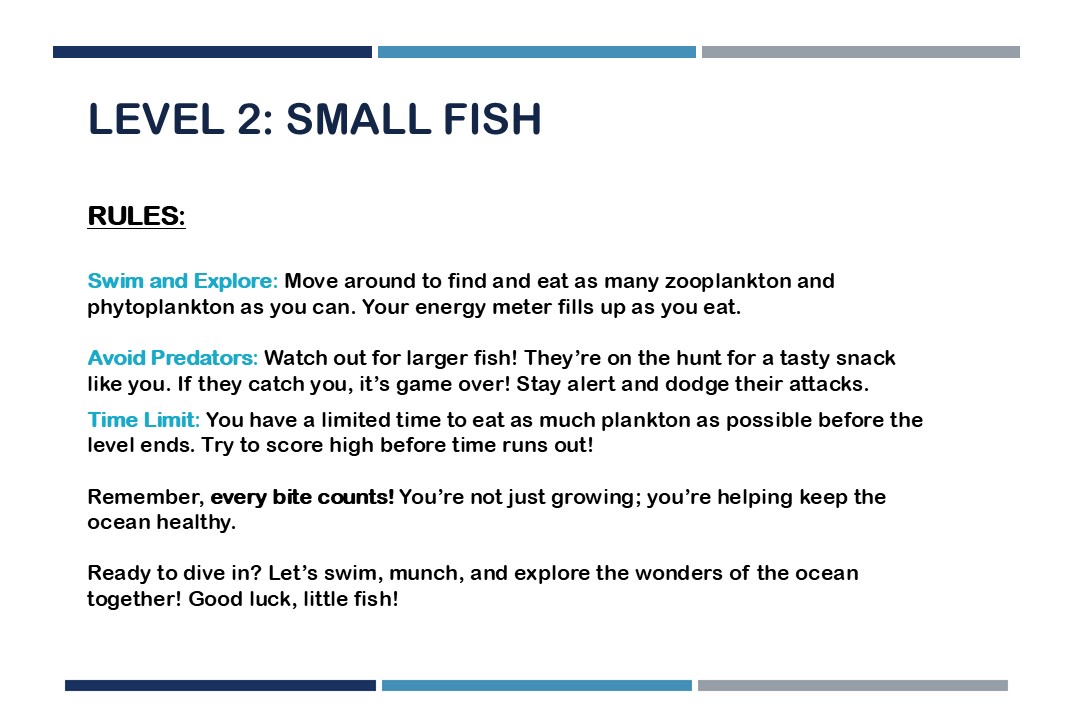 LEVEL 2: SMALL FISH
RULES:
Swim and Explore: Move around to find and eat as many zooplankton and
phytoplankton as you can. Your energy meter fills up as you eat.
Avoid Predators: Watch out for larger fish! They’re on the hunt for a tasty snack
like you. If they catch you, it’s game over! Stay alert and dodge their attacks.
Time Limit: You have a limited time to eat as much plankton as possible before the
level ends. Try to score high before time runs out!
Remember, every bite counts! You’re not just growing; you’re helping keep the
ocean healthy.
Ready to dive in? Let’s swim, munch, and explore the wonders of the ocean
together! Good luck, little fish!